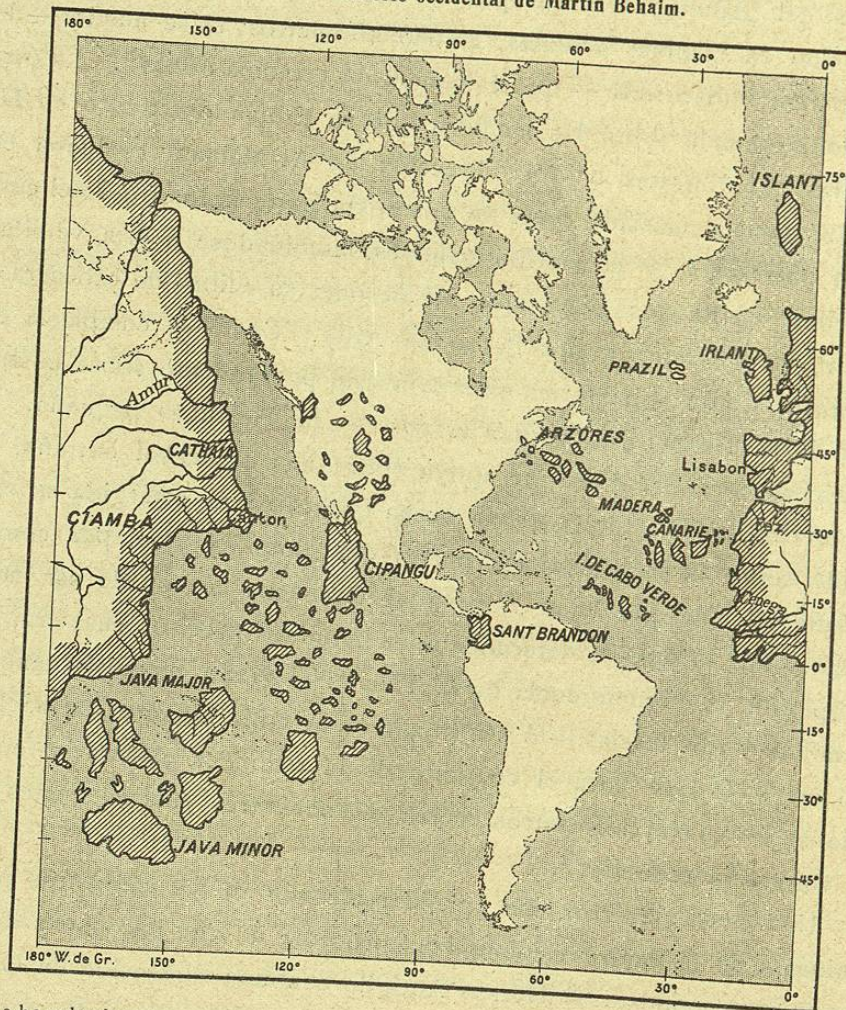 occidental de Martin Behaim.
180° 150° 120° 90° 60° 30° 0°
75°
ISLANT
60°
IRLANT
PRAZIL
ARZORES
45°
Amur
CATHAIA
Lisabon
MADERA
CIAMBA
30°
CANARIE
CIPANGU
I. DE CABO VERDE
15°
SANT BRANDON
0°
JAVA MAJOR
15°
30°
JAVA MINOR
45°
180° W. de Gr. 150° 120° 90° 60° 30°